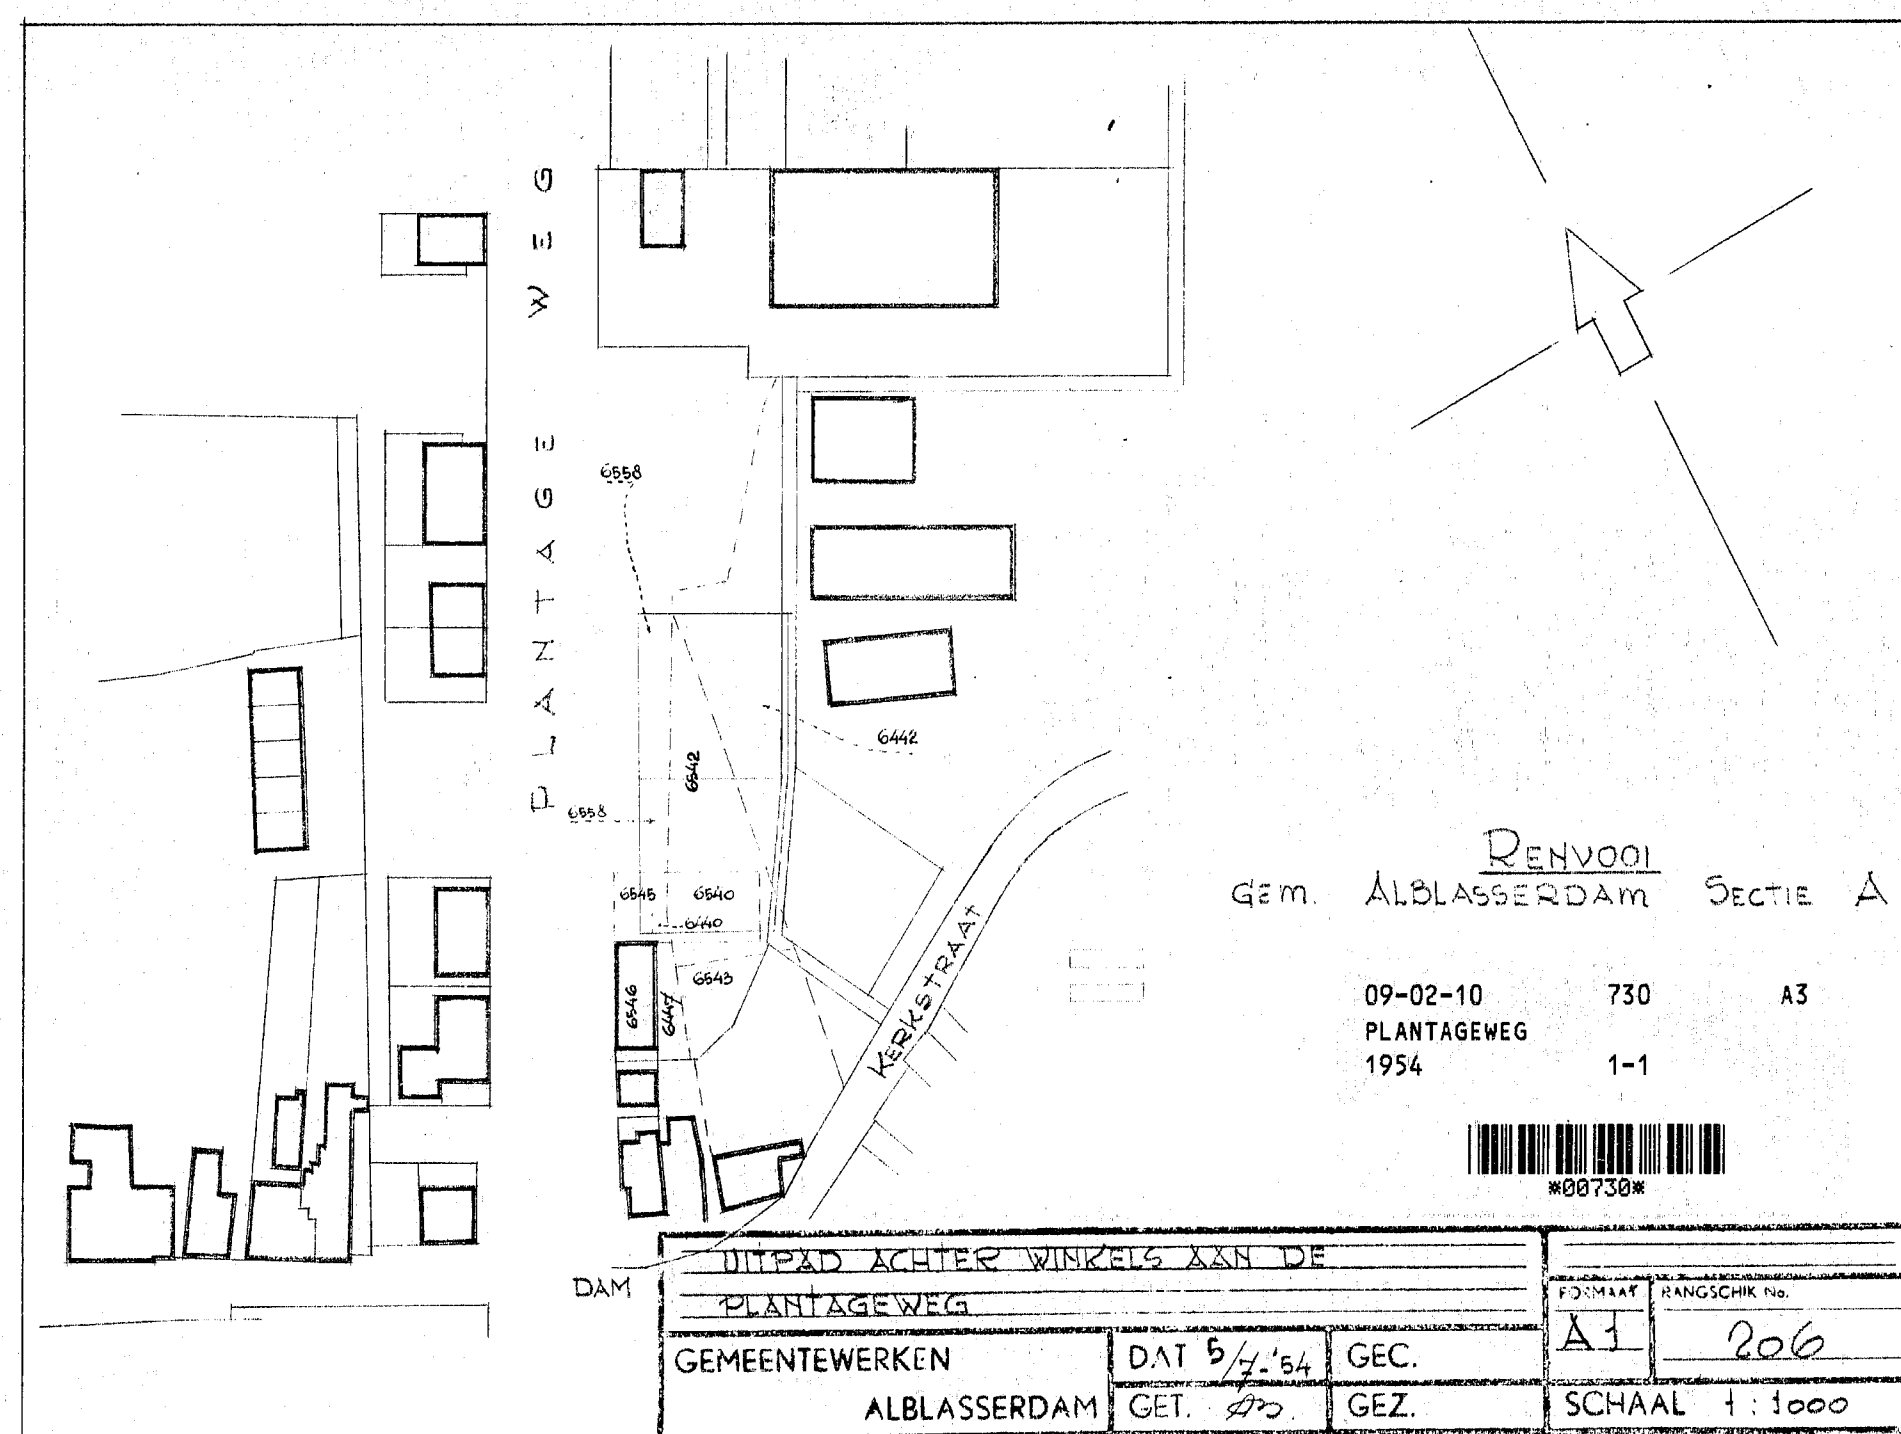 PLANTAGE WEG
6558
6442
6542
6558
6545
6540
6440
6543
6546
6447
KERKSTRAAT
DAM
RENVOOI
GEM. ALBLASSERDAM SECTIE A
09-02-10 730 A3
PLANTAGEWEG
1954 1-1
*00730*
UITPAD ACHTER WINKELS AAN DE
PLANTAGEWEG
FORMAAT RANGSCHIK No.
A1 206
GEMEENTEWERKEN
ALBLASSERDAM
DAT 5/7-'54 GEC.
GET. GEZ.
SCHAAL 1:1000